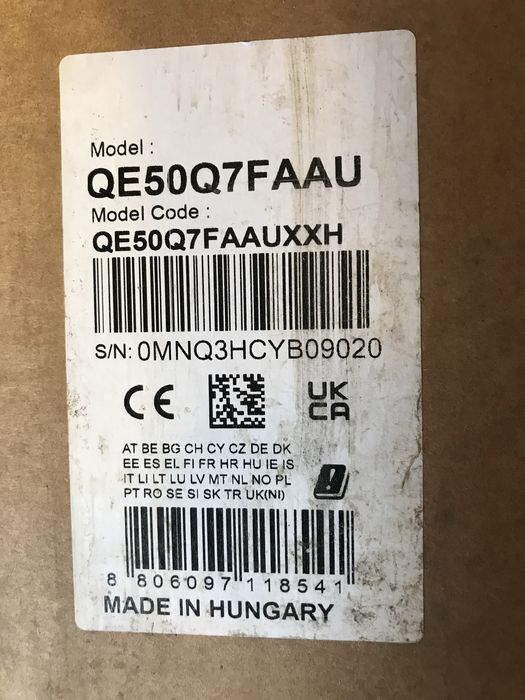 Model :
QE50Q7FAAU
Model Code :
QE50Q7FAAUXXH
S/N: 0MNQ3HCYB09020
CE UK CA
AT BE BG CH CY CZ DE DK
EE ES EL FI FR HR HU IE IS
IT LI LT LU LV MT NL NO PL
PT RO SE SI SK TR UK(NI)
8 806097 118541
MADE IN HUNGARY